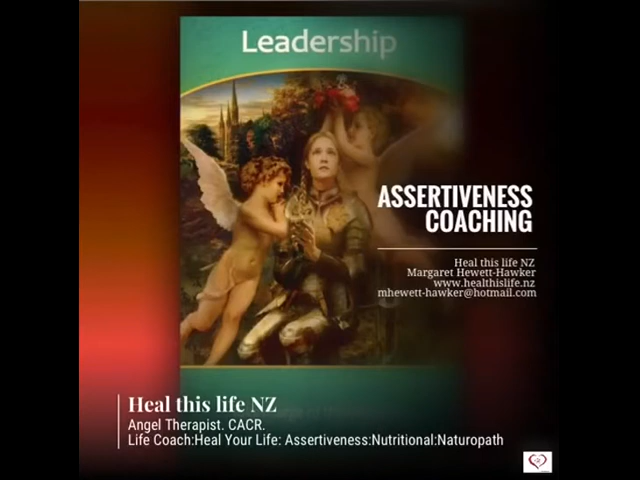 Leadership
ASSERTIVENESS
COACHING
Heal this life NZ
Margaret Hewett-Hawker
www.healthislife.nz
mhewett-hawker@hotmail.com
Heal this life NZ
Angel Therapist. CACR.
Life Coach:Heal Your Life: Assertiveness:Nutritional:Naturopath